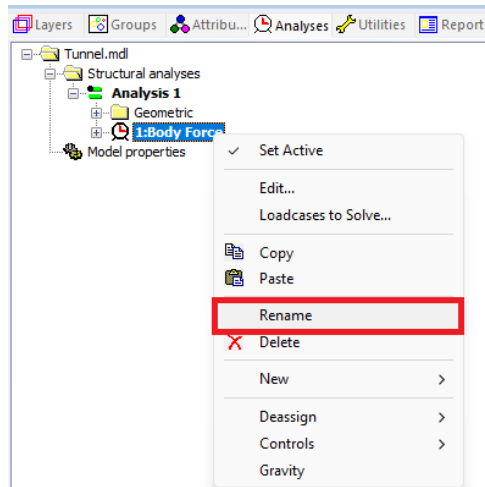 Layers Groups Attribu... Analyses Utilities Report
Tunnel.mdl
Structural analyses
Analysis 1
Geometric
1:Body Force
Model properties
Set Active
Edit...
Loadcases to Solve...
Copy
Paste
Rename
Delete
New
Deassign
Controls
Gravity